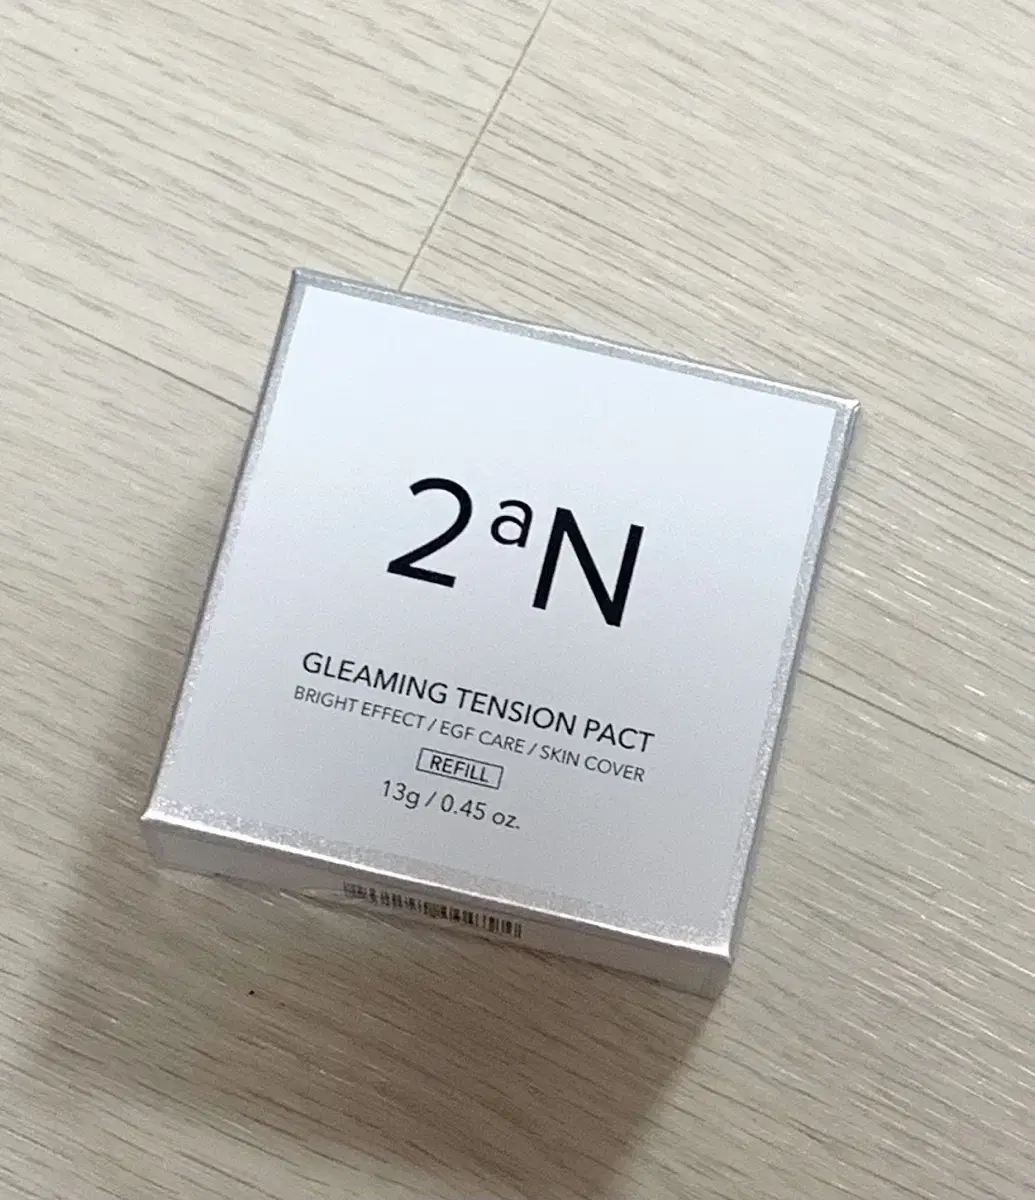 2aN
GLEAMING TENSION PACT
BRIGHT EFFECT / EGF CARE / SKIN COVER
REFILL
13g / 0.45 oz.